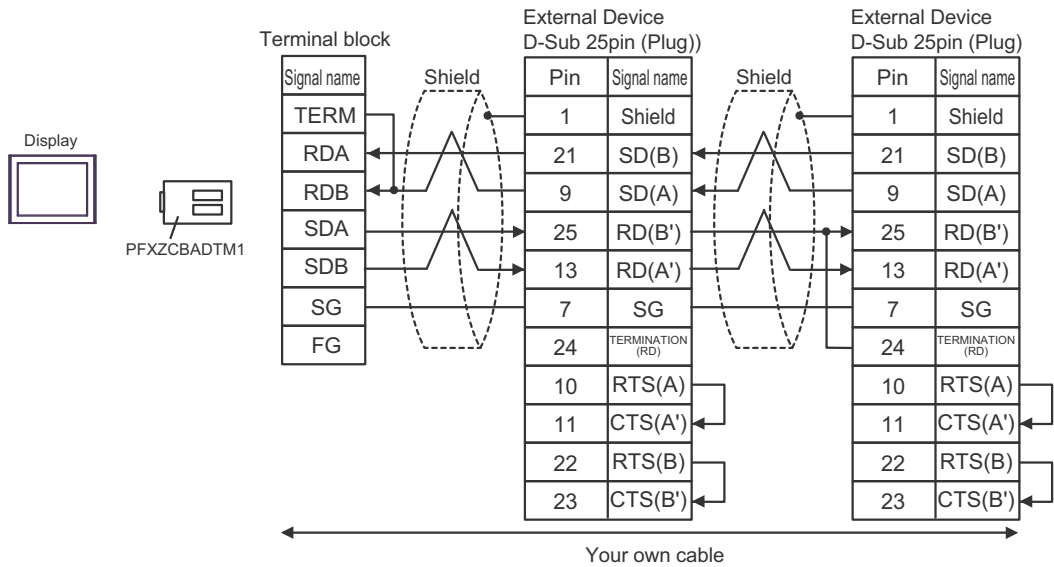 Display
PFXZCBADTM1
Terminal block
Signal name
TERM
RDA
RDB
SDA
SDB
SG
FG
Shield
External Device
D-Sub 25pin (Plug))
Pin Signal name
1 Shield
21 SD(B)
9 SD(A)
25 RD(B')
13 RD(A')
7 SG
24 TERMINATION (RD)
10 RTS(A)
11 CTS(A')
22 RTS(B)
23 CTS(B')
Shield
External Device
D-Sub 25pin (Plug)
Pin Signal name
1 Shield
21 SD(B)
9 SD(A)
25 RD(B')
13 RD(A')
7 SG
24 TERMINATION (RD)
10 RTS(A)
11 CTS(A')
22 RTS(B)
23 CTS(B')
Your own cable